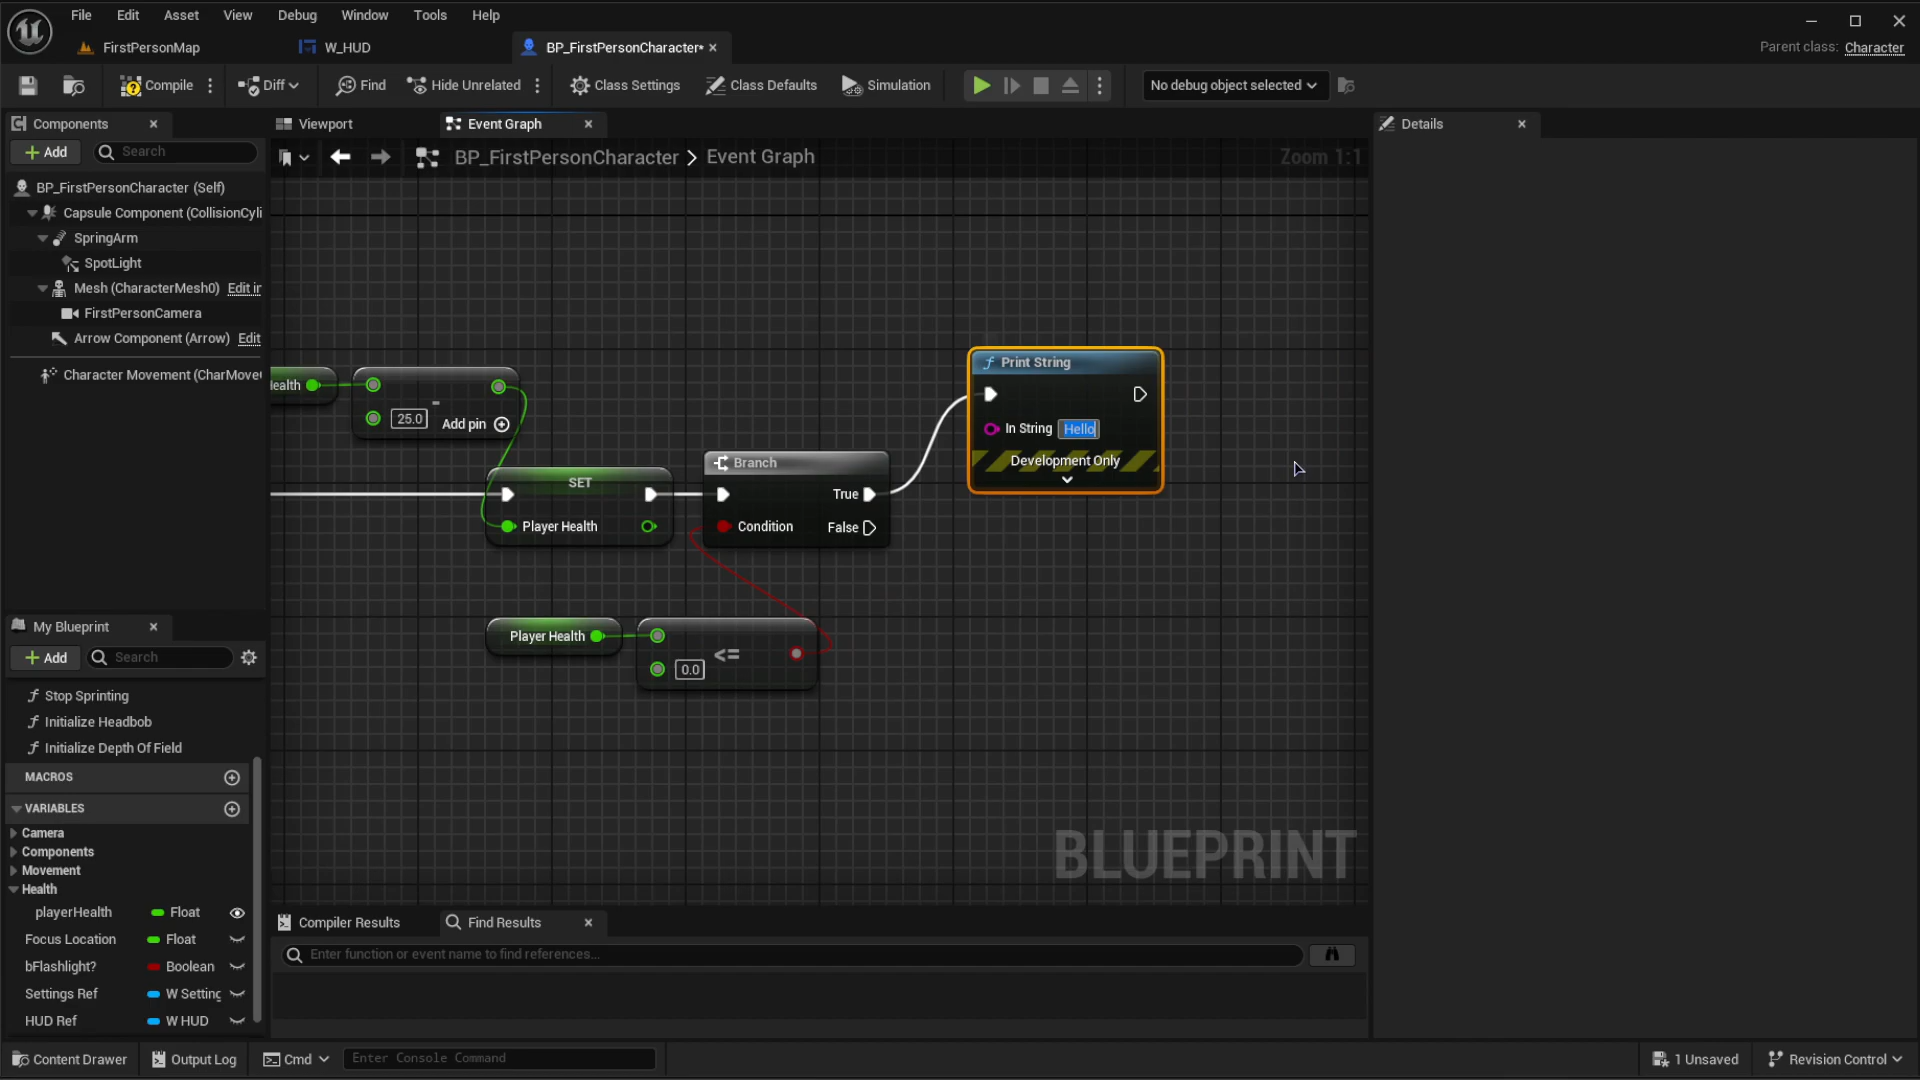 File Edit Asset View Debug Window Tools Help
FirstPersonMap W_HUD BP_FirstPersonCharacter* Parent class: Character
Compile Diff Find Hide Unrelated Class Settings Class Defaults Simulation No debug object selected
Components Viewport Event Graph Details
Add Search BP_FirstPersonCharacter > Event Graph Zoom 1:1
BP_FirstPersonCharacter (Self)
Capsule Component (CollisionCyli
SpringArm
SpotLight
Mesh (CharacterMesh0) Edit in
FirstPersonCamera
Arrow Component (Arrow) Edit
Character Movement (CharMove
Print String
In String Hello
Development Only
Health
25.0 Add pin
SET
Player Health
Branch
True
Condition False
Player Health
0.0 <=
BLUEPRINT
My Blueprint
Add Search
Stop Sprinting
Initialize Headbob
Initialize Depth Of Field
MACROS
VARIABLES
Camera
Components
Movement
Health
playerHealth Float
Focus Location Float
bFlashlight? Boolean
Settings Ref W Setting
HUD Ref W HUD
Compiler Results Find Results
Enter function or event name to find references...
Content Drawer Output Log Cmd Enter Console Command 1 Unsaved Revision Control